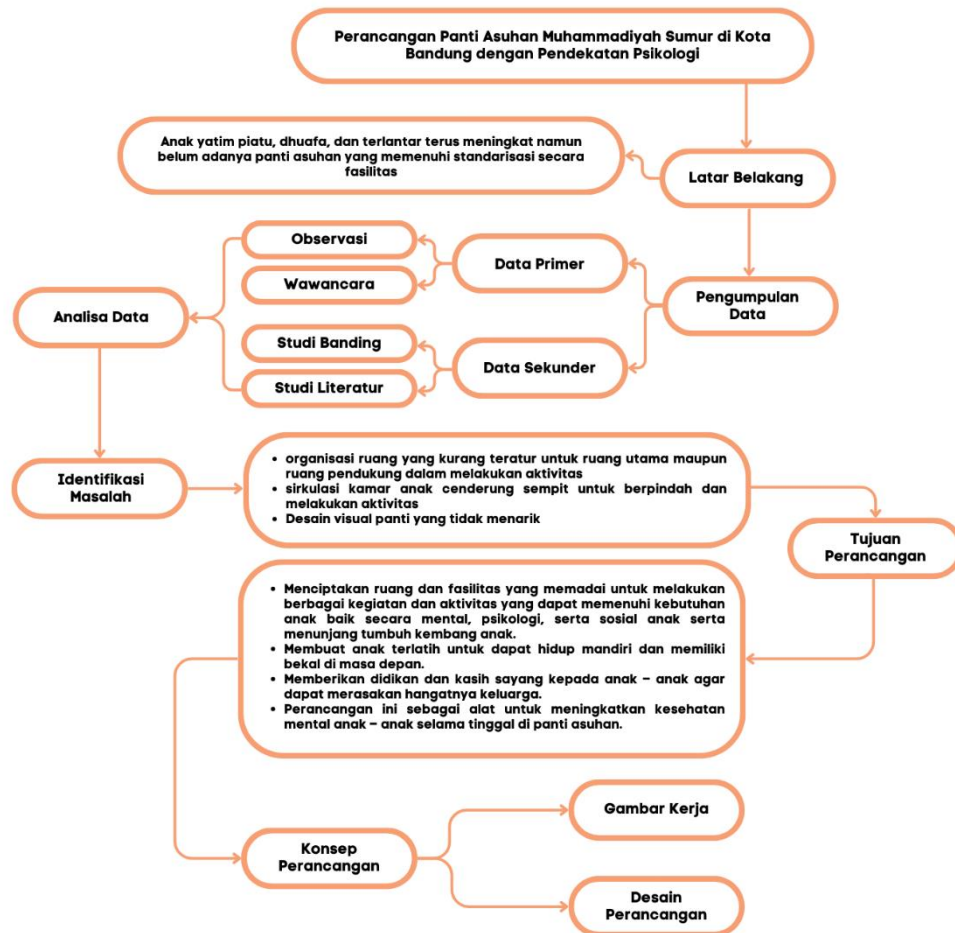 Perancangan Panti Asuhan Muhammadiyah Sumur di Kota
Bandung dengan Pendekatan Psikologi
Anak yatim piatu, dhuafa, dan terlantar terus meningkat namun
belum adanya panti asuhan yang memenuhi standarisasi secara
fasilitas
Latar Belakang
Observasi
Wawancara
Data Primer
Pengumpulan
Data
Analisa Data
Studi Banding
Studi Literatur
Data Sekunder
Identifikasi
Masalah
• organisasi ruang yang kurang teratur untuk ruang utama maupun
ruang pendukung dalam melakukan aktivitas
• sirkulasi kamar anak cenderung sempit untuk berpindah dan
melakukan aktivitas
• Desain visual panti yang tidak menarik
Tujuan
Perancangan
• Menciptakan ruang dan fasilitas yang memadai untuk melakukan
berbagai kegiatan dan aktivitas yang dapat memenuhi kebutuhan
anak baik secara mental, psikologi, serta sosial anak serta
menunjang tumbuh kembang anak.
• Membuat anak terlatih untuk dapat hidup mandiri dan memiliki
bekal di masa depan.
• Memberikan didikan dan kasih sayang kepada anak – anak agar
dapat merasakan hangatnya keluarga.
• Perancangan ini sebagai alat untuk meningkatkan kesehatan
mental anak – anak selama tinggal di panti asuhan.
Gambar Kerja
Konsep
Perancangan
Desain
Perancangan